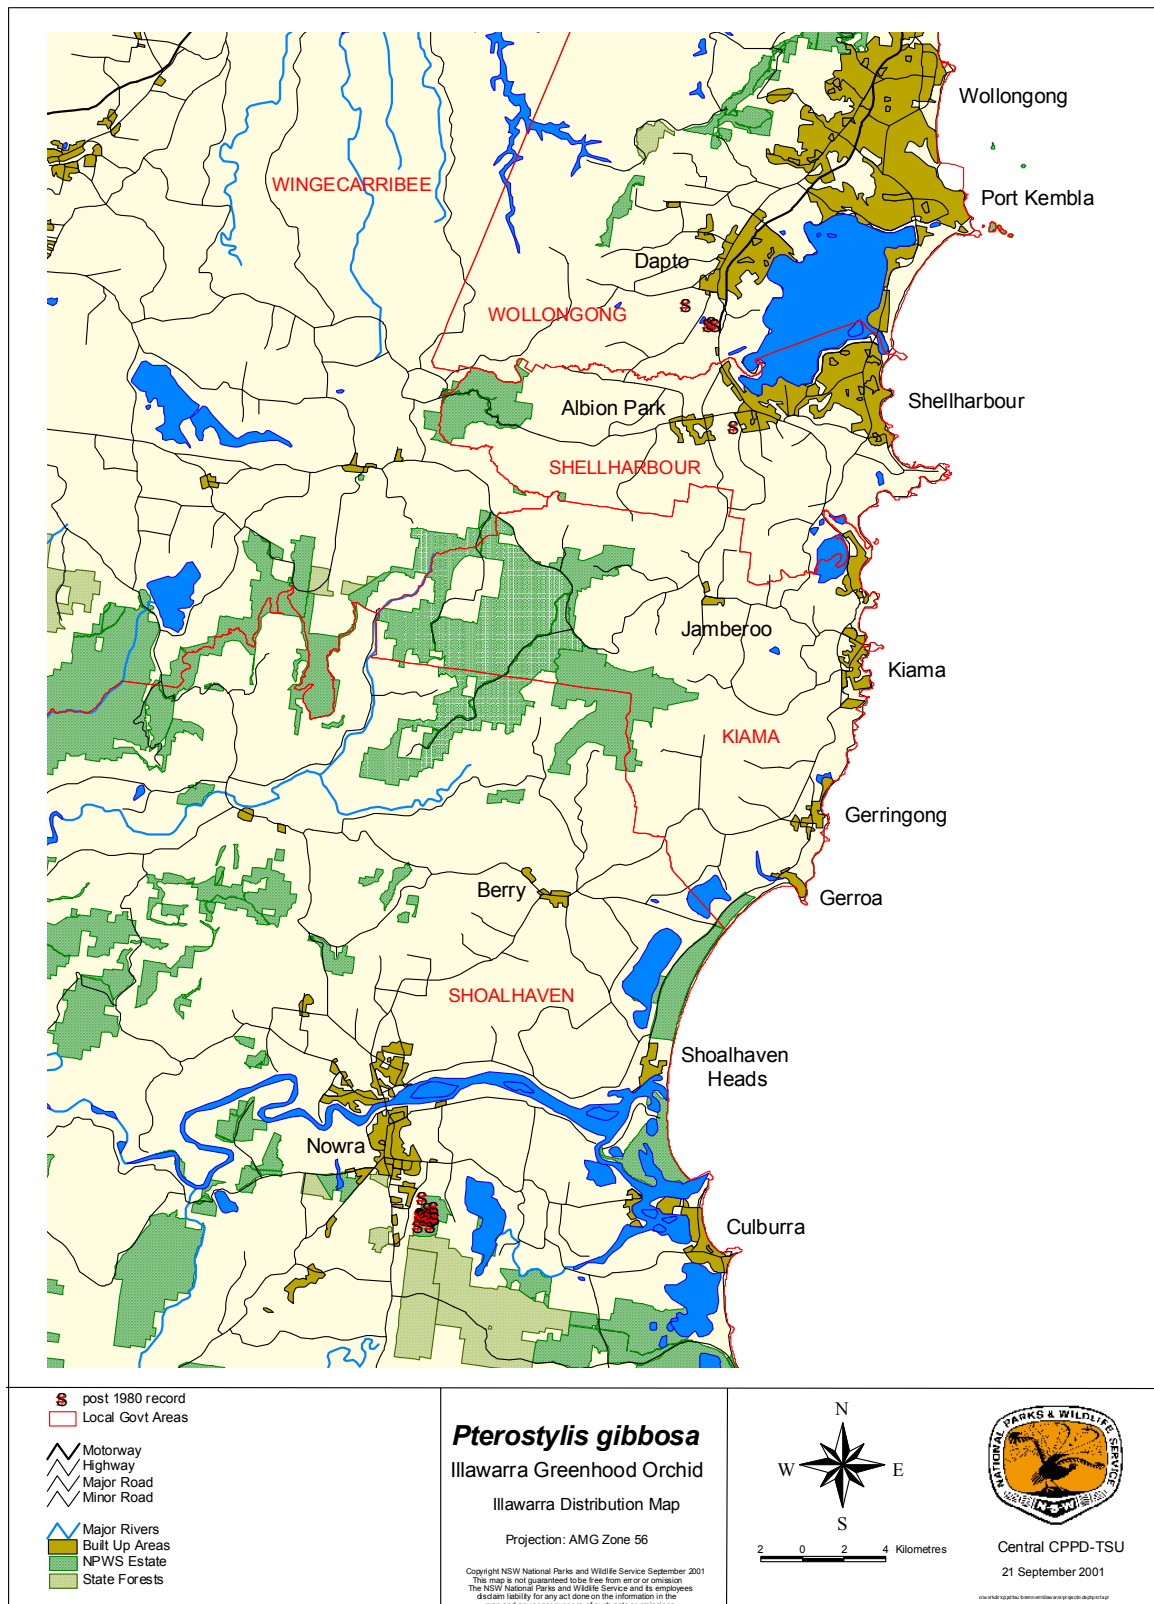 Wollongong
WINGECARRIBEE
Port Kembla
Dapto
WOLLONGONG
Albion Park
Shellharbour
SHELLHARBOUR
Jamberoo
Kiama
KIAMA
Gerringong
Berry
Gerroa
SHOALHAVEN
Shoalhaven
Heads
Nowra
Culburra
post 1980 record
Local Govt Areas
Motorway
Highway
Major Road
Minor Road
Major Rivers
Built Up Areas
NPWS Estate
State Forests
Pterostylis gibbosa
Illawarra Greenhood Orchid
Illawarra Distribution Map
Projection: AMG Zone 56
Copyright NSW National Parks and Wildlife Service September 2001
This map is not guaranteed to be free from error or omission
The NSW National Parks and Wildlife Service and its employees
disclaim liability for any act done on the information in the
N
W E
S
2 0 2 4 Kilometres
NATIONAL PARKS & WILDLIFE SERVICE
N·S·W
Central CPPD-TSU
21 September 2001